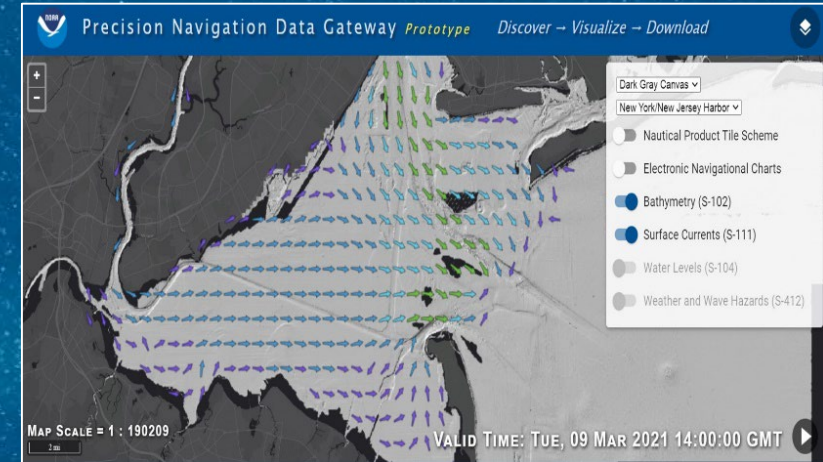 NOAA
Precision Navigation Data Gateway Prototype Discover → Visualize → Download
+
−
Dark Gray Canvas
New York/New Jersey Harbor
Nautical Product Tile Scheme
Electronic Navigational Charts
Bathymetry (S-102)
Surface Currents (S-111)
Water Levels (S-104)
Weather and Wave Hazards (S-412)
MAP SCALE = 1 : 190209
2 mi
VALID TIME: TUE, 09 MAR 2021 14:00:00 GMT